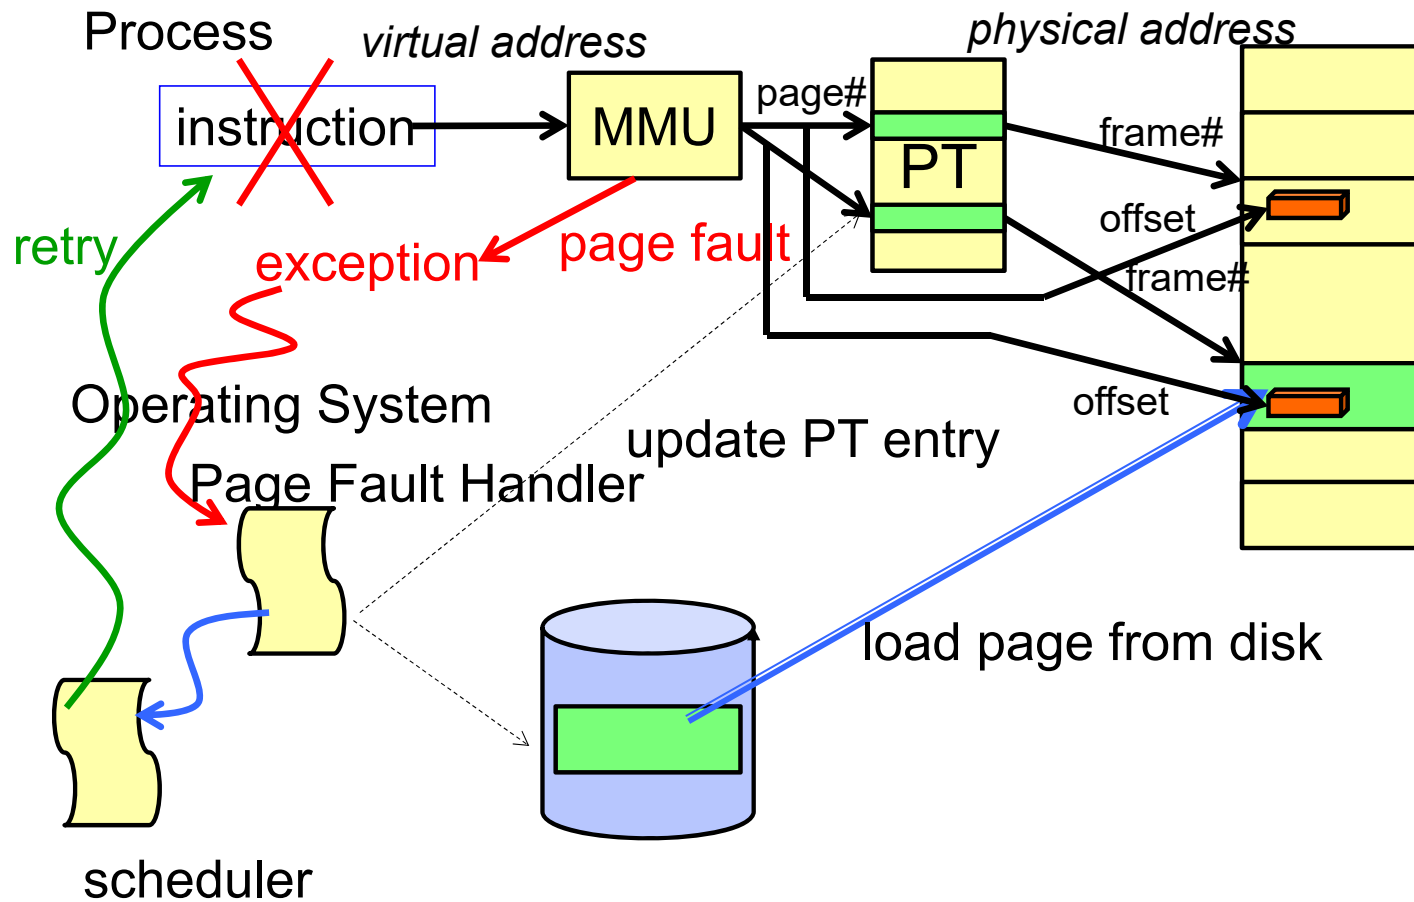 Process
virtual address
physical address
instruction
MMU
page#
PT
frame#
offset
frame#
retry
exception
page fault
Operating System
offset
update PT entry
Page Fault Handler
load page from disk
scheduler